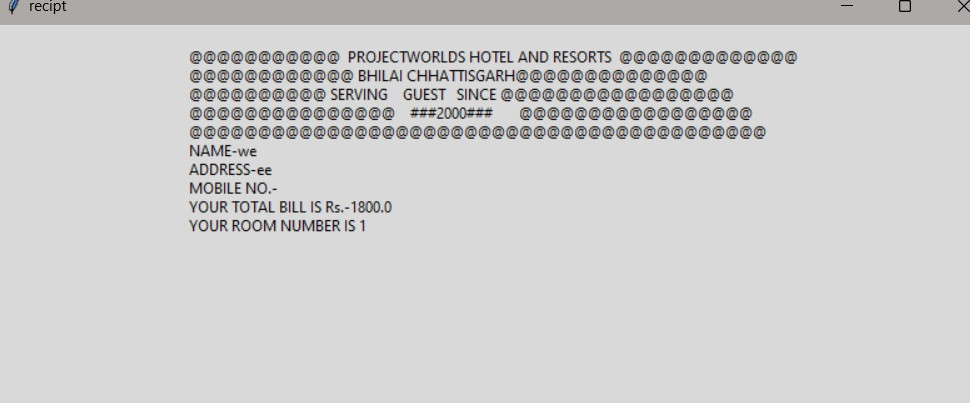 recipt
@@@@@@@@@@@ PROJECTWORLDS HOTEL AND RESORTS @@@@@@@@@@@@@
@@@@@@@@@@@@ BHILAI CHHATTISGARH@@@@@@@@@@@@@@
@@@@@@@@@@ SERVING GUEST SINCE @@@@@@@@@@@@@@@@@
@@@@@@@@@@@@@@@ ###2000### @@@@@@@@@@@@@@@@@
@@@@@@@@@@@@@@@@@@@@@@@@@@@@@@@@@@@@@@@@@@
NAME-we
ADDRESS-ee
MOBILE NO.-
YOUR TOTAL BILL IS Rs.-1800.0
YOUR ROOM NUMBER IS 1